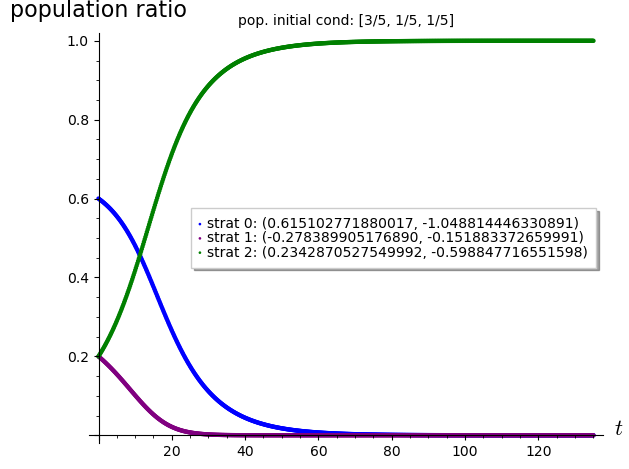 population ratio
pop. initial cond: [3/5, 1/5, 1/5]
1.0
0.8
0.6
0.4
0.2
strat 0: (0.615102771880017, -1.048814446330891)
strat 1: (-0.278389905176890, -0.151883372659991)
strat 2: (0.2342870527549992, -0.598847716551598)
20 40 60 80 100 120
t